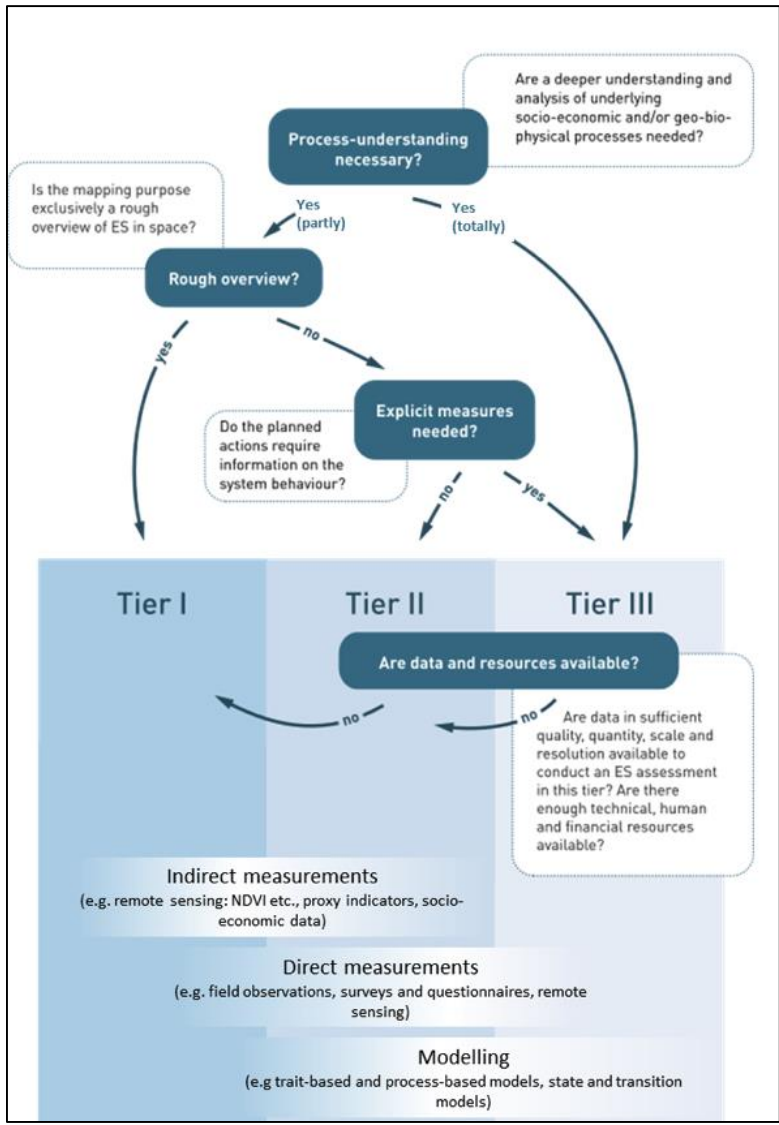 Are a deeper understanding and
analysis of underlying
socio-economic and/or geo-bio-
physical processes needed?
Process-understanding
necessary?
Is the mapping purpose
exclusively a rough
overview of ES in space?
Yes
(partly)
Yes
(totally)
Rough overview?
yes
no
Explicit measures
needed?
Do the planned
actions require
information on the
system behaviour?
no
yes
Tier I
Tier II
Tier III
Are data and resources available?
no
no
Are data in sufficient
quality, quantity, scale and
resolution available to
conduct an ES assessment
in this tier? Are there
enough technical, human
and financial resources
available?
Indirect measurements
(e.g. remote sensing: NDVI etc., proxy indicators, socio-
economic data)
Direct measurements
(e.g. field observations, surveys and questionnaires, remote
sensing)
Modelling
(e.g trait-based and process-based models, state and transition
models)